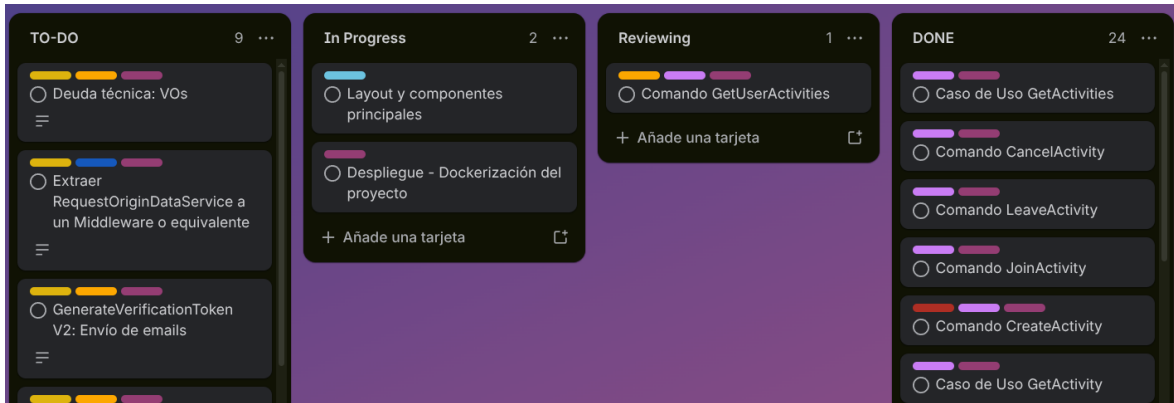 TO-DO 9 ...
Deuda técnica: VOs
Extraer
RequestOriginDataService a
un Middleware o equivalente
GenerateVerificationToken
V2: Envío de emails
In Progress 2 ...
Layout y componentes
principales
Despliegue - Dockerización del
proyecto
+ Añade una tarjeta
Reviewing 1 ...
Comando GetUserActivities
+ Añade una tarjeta
DONE 24 ...
Caso de Uso GetActivities
Comando CancelActivity
Comando LeaveActivity
Comando JoinActivity
Comando CreateActivity
Caso de Uso GetActivity